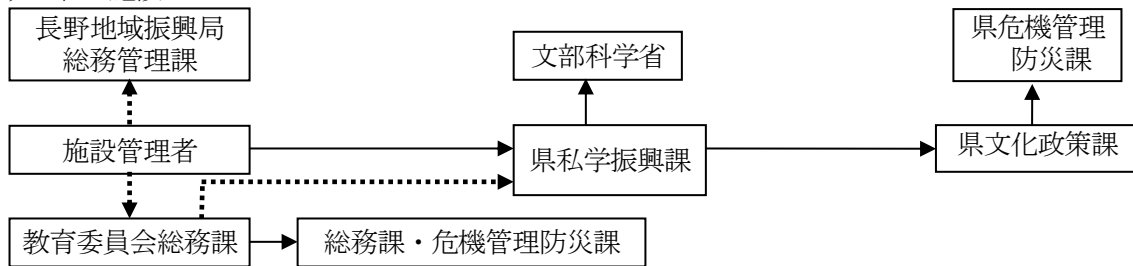 長野地域振興局
総務管理課
文部科学省
県危機管理
防災課
施設管理者
県私学振興課
県文化政策課
教育委員会総務課
総務課・危機管理防災課